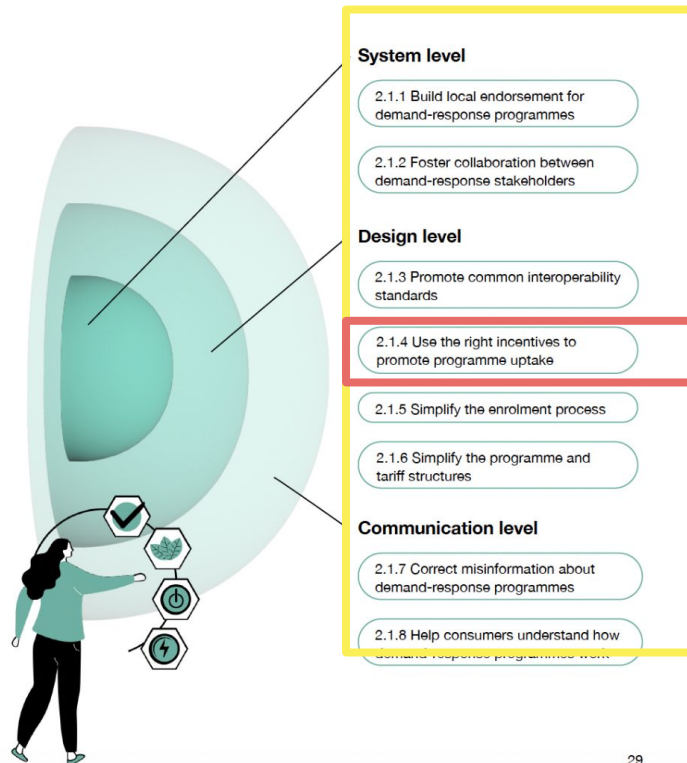 System level
2.1.1 Build local endorsement for
demand-response programmes
2.1.2 Foster collaboration between
demand-response stakeholders
Design level
2.1.3 Promote common interoperability
standards
2.1.4 Use the right incentives to
promote programme uptake
2.1.5 Simplify the enrolment process
2.1.6 Simplify the programme and
tariff structures
Communication level
2.1.7 Correct misinformation about
demand-response programmes
2.1.8 Help consumers understand how
demand-response programmes work
29